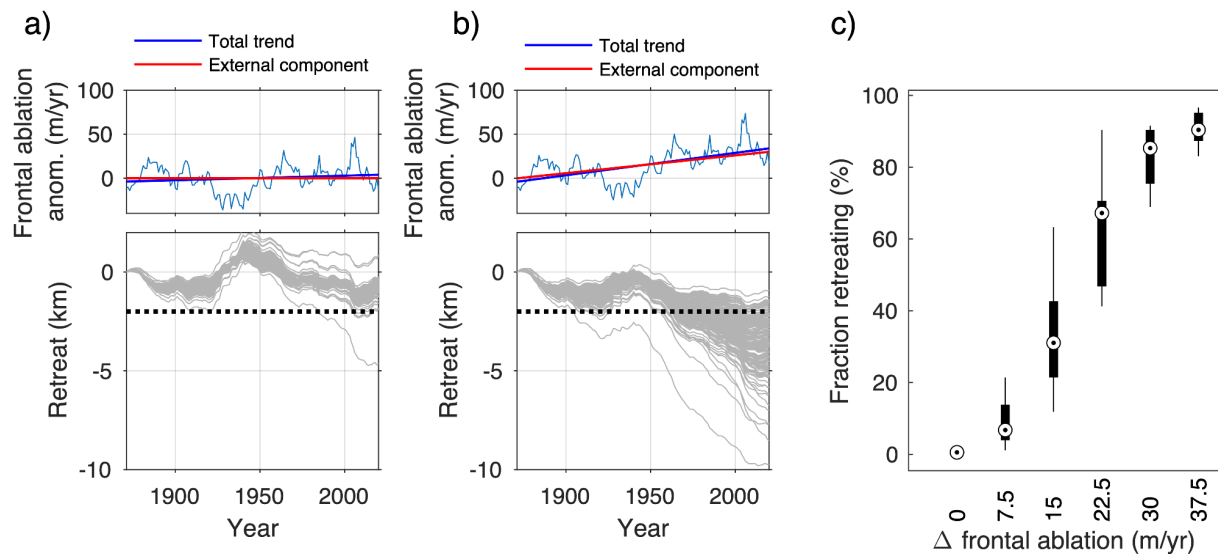 a)
Total trend
External component
Frontal ablation
anom. (m/yr)
100
50
0
Retreat (km)
0
-5
-10
1900
1950
2000
Year
b)
Total trend
External component
Frontal ablation
anom. (m/yr)
100
50
0
Retreat (km)
0
-5
-10
1900
1950
2000
Year
c)
Fraction retreating (%)
100
80
60
40
20
0
0
7.5
15
22.5
30
37.5
Δ frontal ablation (m/yr)